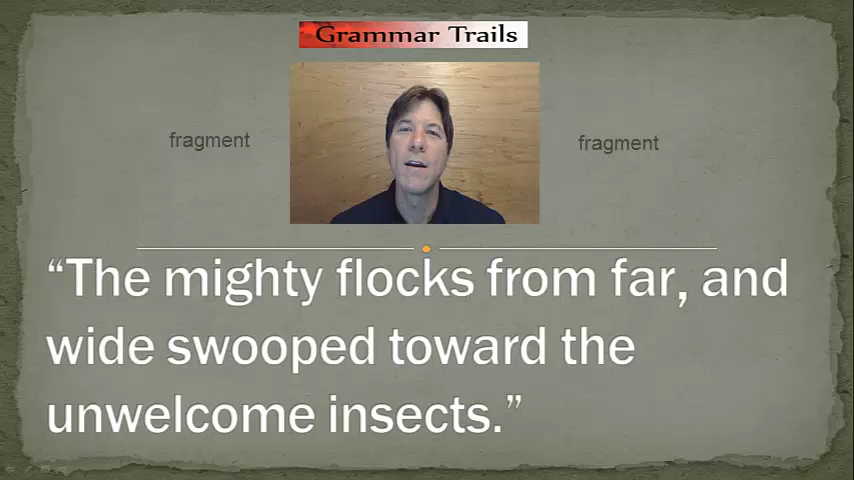 Grammar Trails
fragment
fragment
“The mighty flocks from far, and
wide swooped toward the
unwelcome insects.”